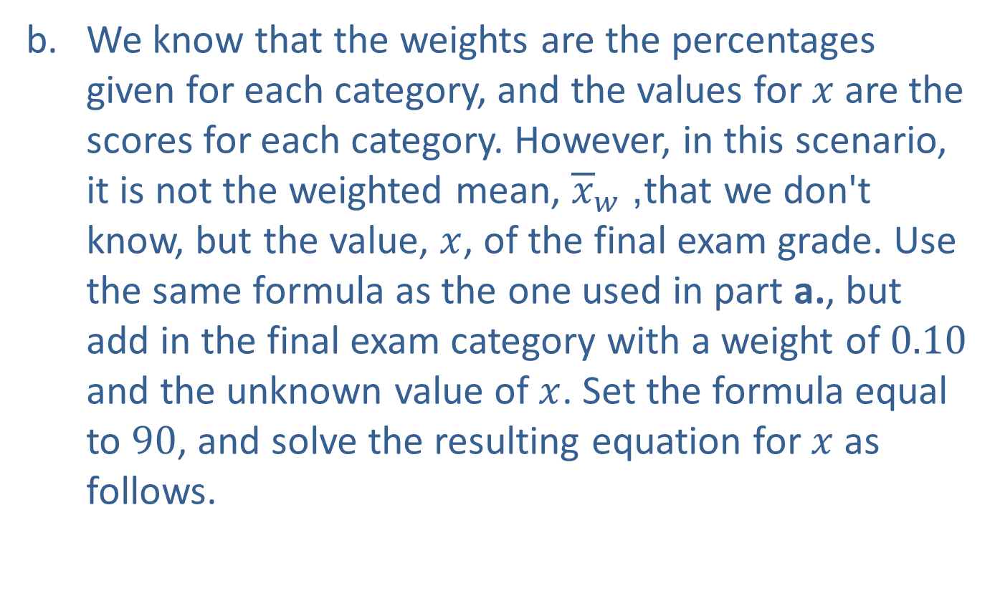 b. We know that the weights are the percentages
given for each category, and the values for x are the
scores for each category. However, in this scenario,
it is not the weighted mean, x̅w ,that we don't
know, but the value, x, of the final exam grade. Use
the same formula as the one used in part a., but
add in the final exam category with a weight of 0.10
and the unknown value of x. Set the formula equal
to 90, and solve the resulting equation for x as
follows.